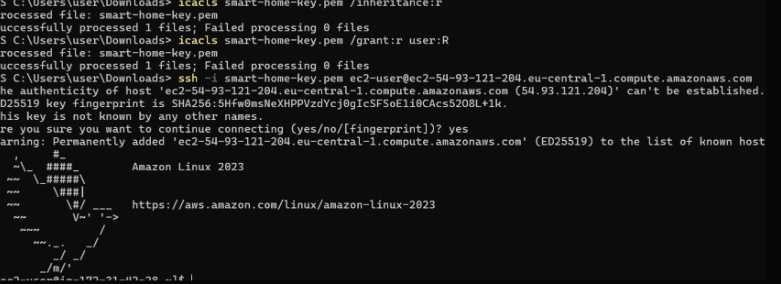 S C:\Users\user\Downloads> icacls smart-home-key.pem /inheritance:r
rocessed file: smart-home-key.pem
uccessfully processed 1 files; Failed processing 0 files
S C:\Users\user\Downloads> icacls smart-home-key.pem /grant:r user:R
rocessed file: smart-home-key.pem
uccessfully processed 1 files; Failed processing 0 files
S C:\Users\user\Downloads> ssh -i smart-home-key.pem ec2-user@ec2-54-93-121-204.eu-central-1.compute.amazonaws.com
he authenticity of host 'ec2-54-93-121-204.eu-central-1.compute.amazonaws.com (54.93.121.204)' can't be established.
D25519 key fingerprint is SHA256:5Hfw0msNeXHPPVzdYcj0gIcSFSoE1i0CAcs52O8L+1k.
his key is not known by any other names.
re you sure you want to continue connecting (yes/no/[fingerprint])? yes
arning: Permanently added 'ec2-54-93-121-204.eu-central-1.compute.amazonaws.com' (ED25519) to the list of known host
   ,     #_
   ~\_  ####_        Amazon Linux 2023
  ~~  \_#####\
  ~~     \###|
  ~~       \#/ ___   https://aws.amazon.com/linux/amazon-linux-2023
   ~~       V~' '->
    ~~~         /
      ~~._.   _/
         _/ _/
       _/m/'
ec2-user@ip-172-31-42-28 ~]$